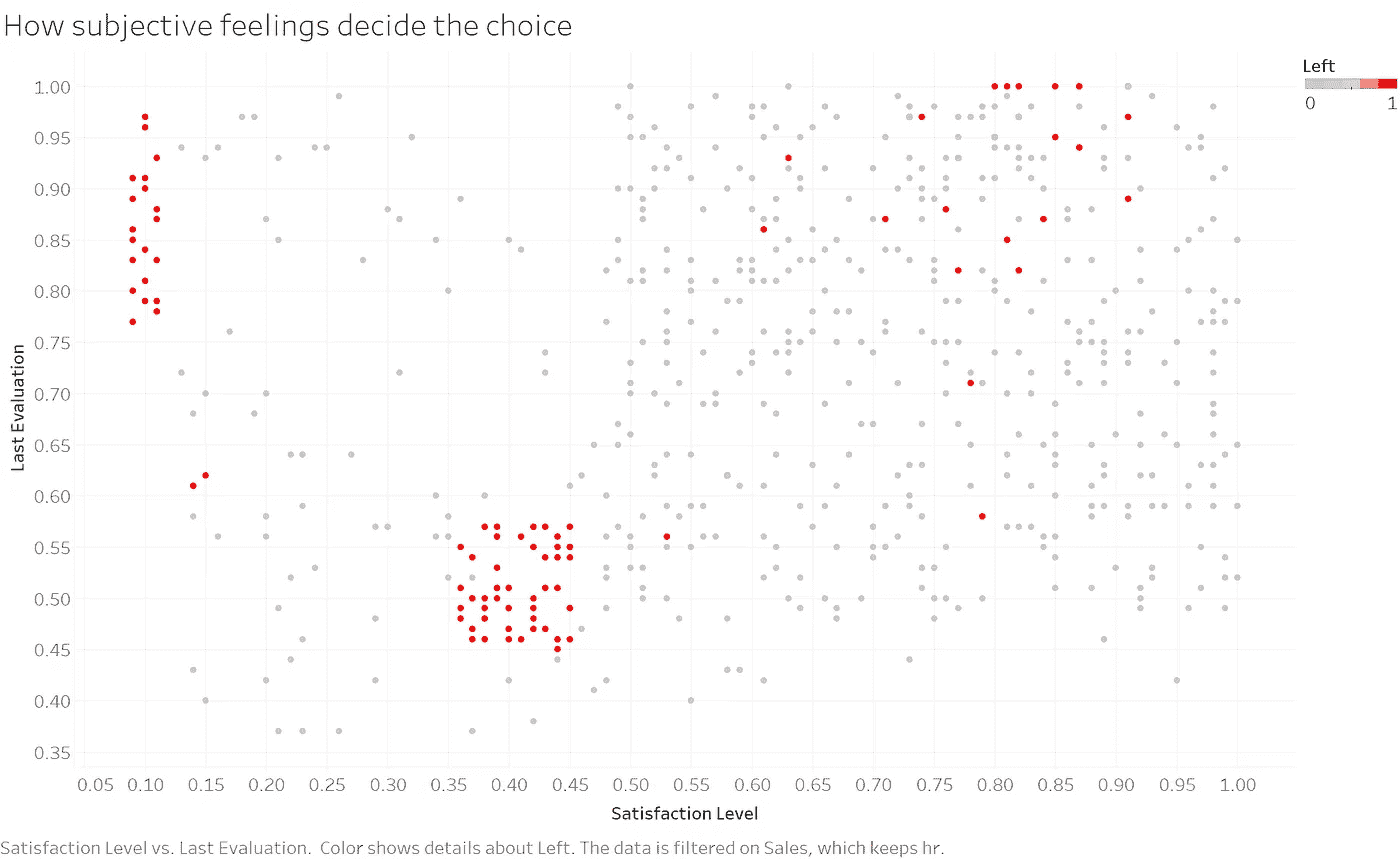 How subjective feelings decide the choice
Left
0 1
1.00
0.95
0.90
0.85
0.80
0.75
0.70
0.65
0.60
0.55
0.50
0.45
0.40
0.35
Last Evaluation
0.05 0.10 0.15 0.20 0.25 0.30 0.35 0.40 0.45 0.50 0.55 0.60 0.65 0.70 0.75 0.80 0.85 0.90 0.95 1.00
Satisfaction Level
Satisfaction Level vs. Last Evaluation. Color shows details about Left. The data is filtered on Sales, which keeps hr.